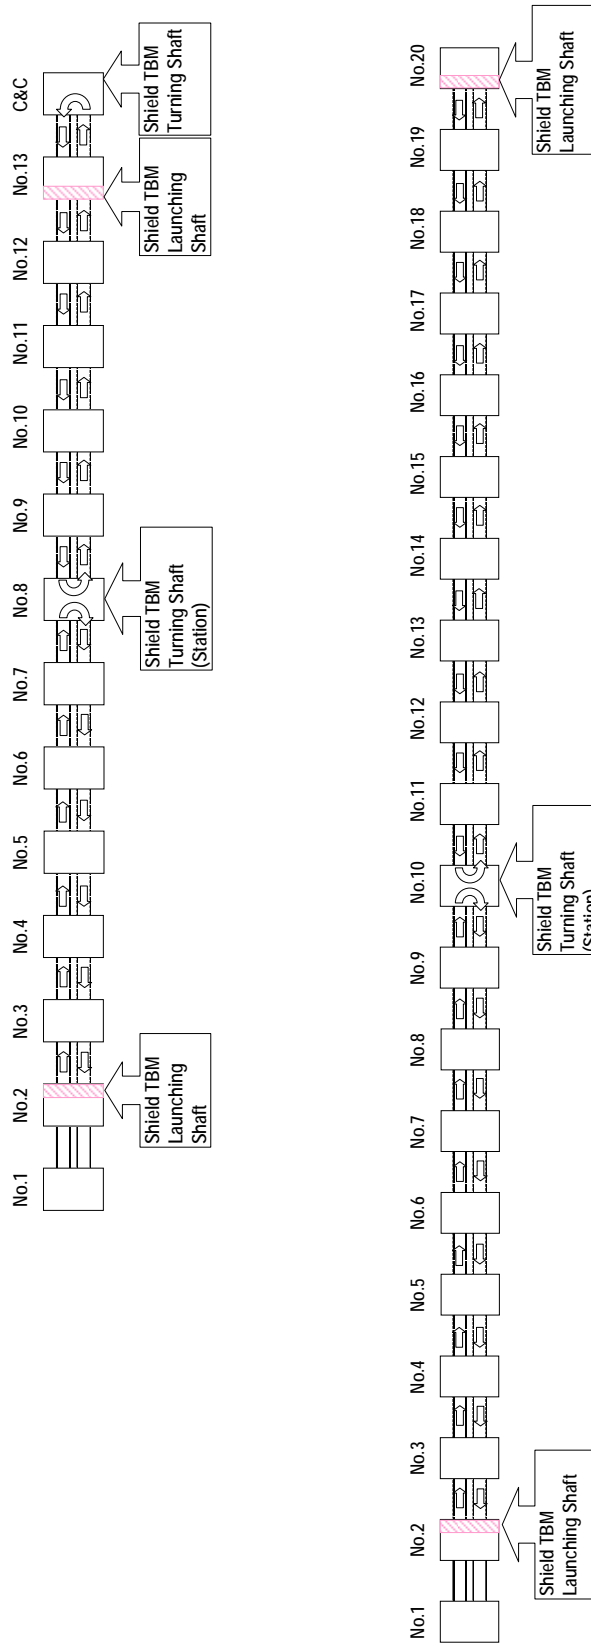 No.1
No.2
No.3
No.4
No.5
No.6
No.7
No.8
No.9
No.10
No.11
No.12
No.13
C&C
Shield TBM
Launching
Shaft
Shield TBM
Turning Shaft
(Station)
Shield TBM
Launching
Shaft
Shield TBM
Turning Shaft
No.1
No.2
No.3
No.4
No.5
No.6
No.7
No.8
No.9
No.10
No.11
No.12
No.13
No.14
No.15
No.16
No.17
No.18
No.19
No.20
Shield TBM
Launching Shaft
Shield TBM
Turning Shaft
(Station)
Shield TBM
Launching Shaft